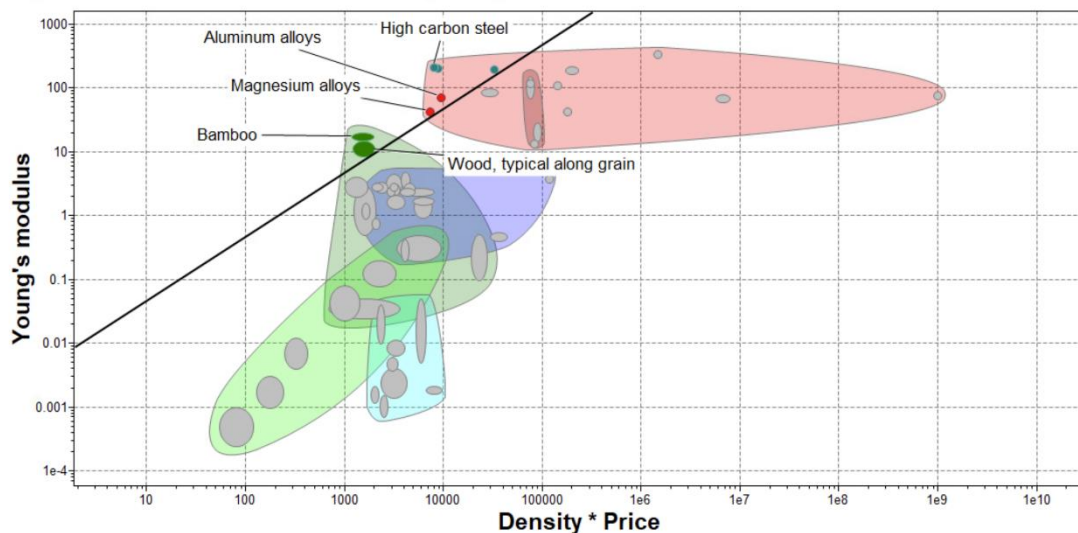 1000
High carbon steel
Aluminum alloys
100
Magnesium alloys
Bamboo
10
Wood, typical along grain
1
0.1
0.01
0.001
1e-4
Young's modulus
10
100
1000
10000
100000
1e6
1e7
1e8
1e9
1e10
Density * Price